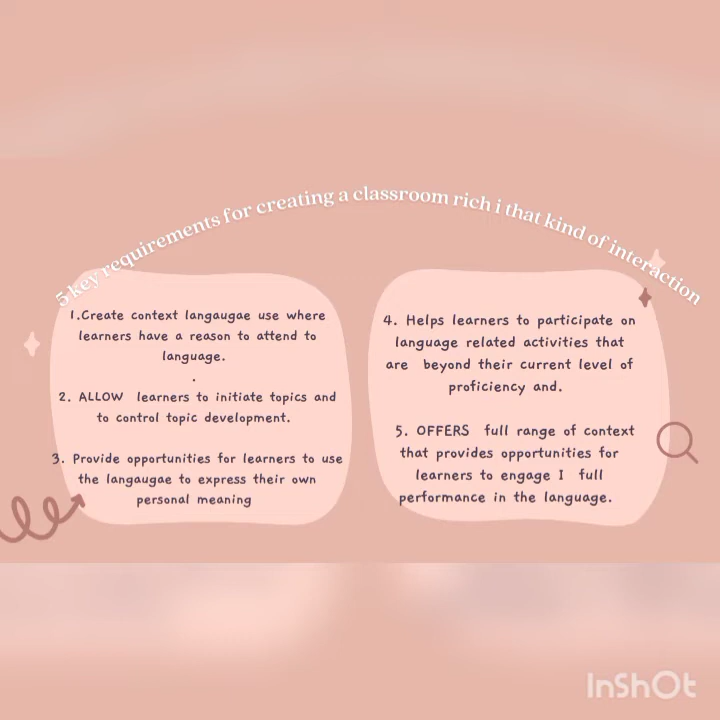 5 key requirements for creating a classroom rich i that kind of interaction
1.Create context langaugae use where
learners have a reason to attend to
language.
.
2. ALLOW learners to initiate topics and
to control topic development.
3. Provide opportunities for learners to use
the langaugae to express their own
personal meaning
4. Helps learners to participate on
language related activities that
are beyond their current level of
proficiency and.
5. OFFERS full range of context
that provides opportunities for
learners to engage I full
performance in the language.
InShOt